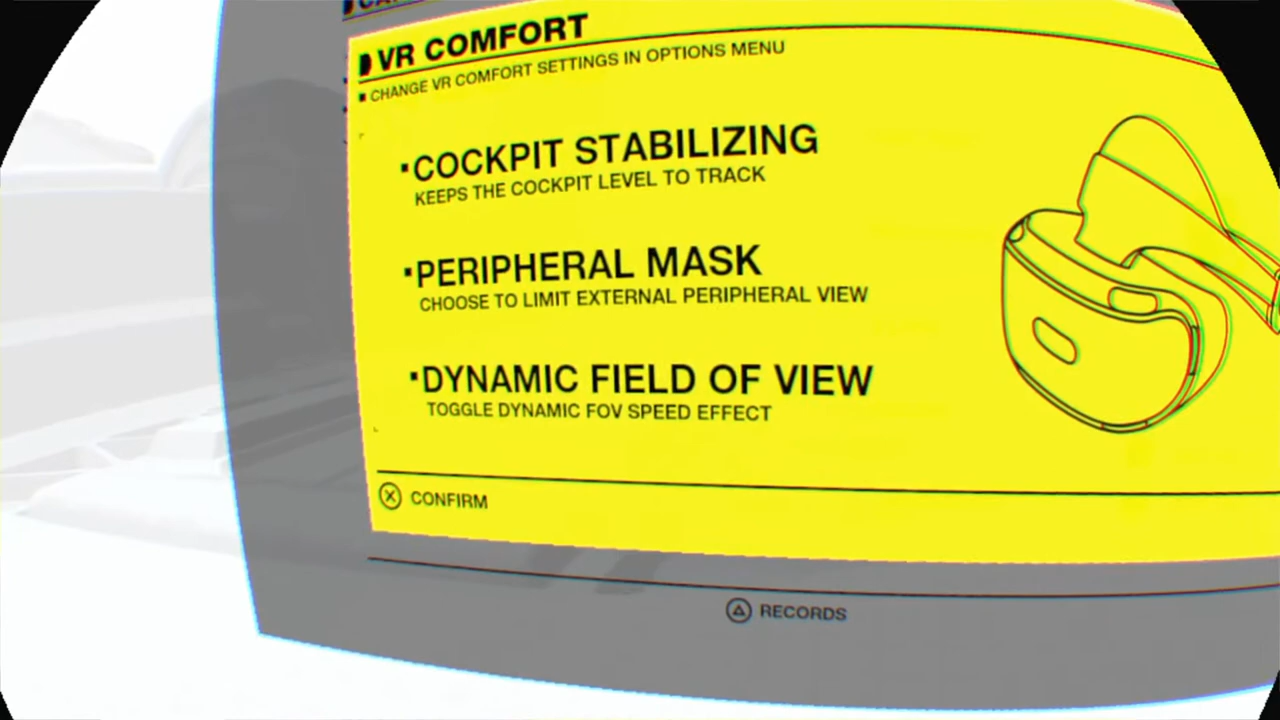 VR COMFORT
CHANGE VR COMFORT SETTINGS IN OPTIONS MENU
COCKPIT STABILIZING
KEEPS THE COCKPIT LEVEL TO TRACK
PERIPHERAL MASK
CHOOSE TO LIMIT EXTERNAL PERIPHERAL VIEW
DYNAMIC FIELD OF VIEW
TOGGLE DYNAMIC FOV SPEED EFFECT
CONFIRM
RECORDS